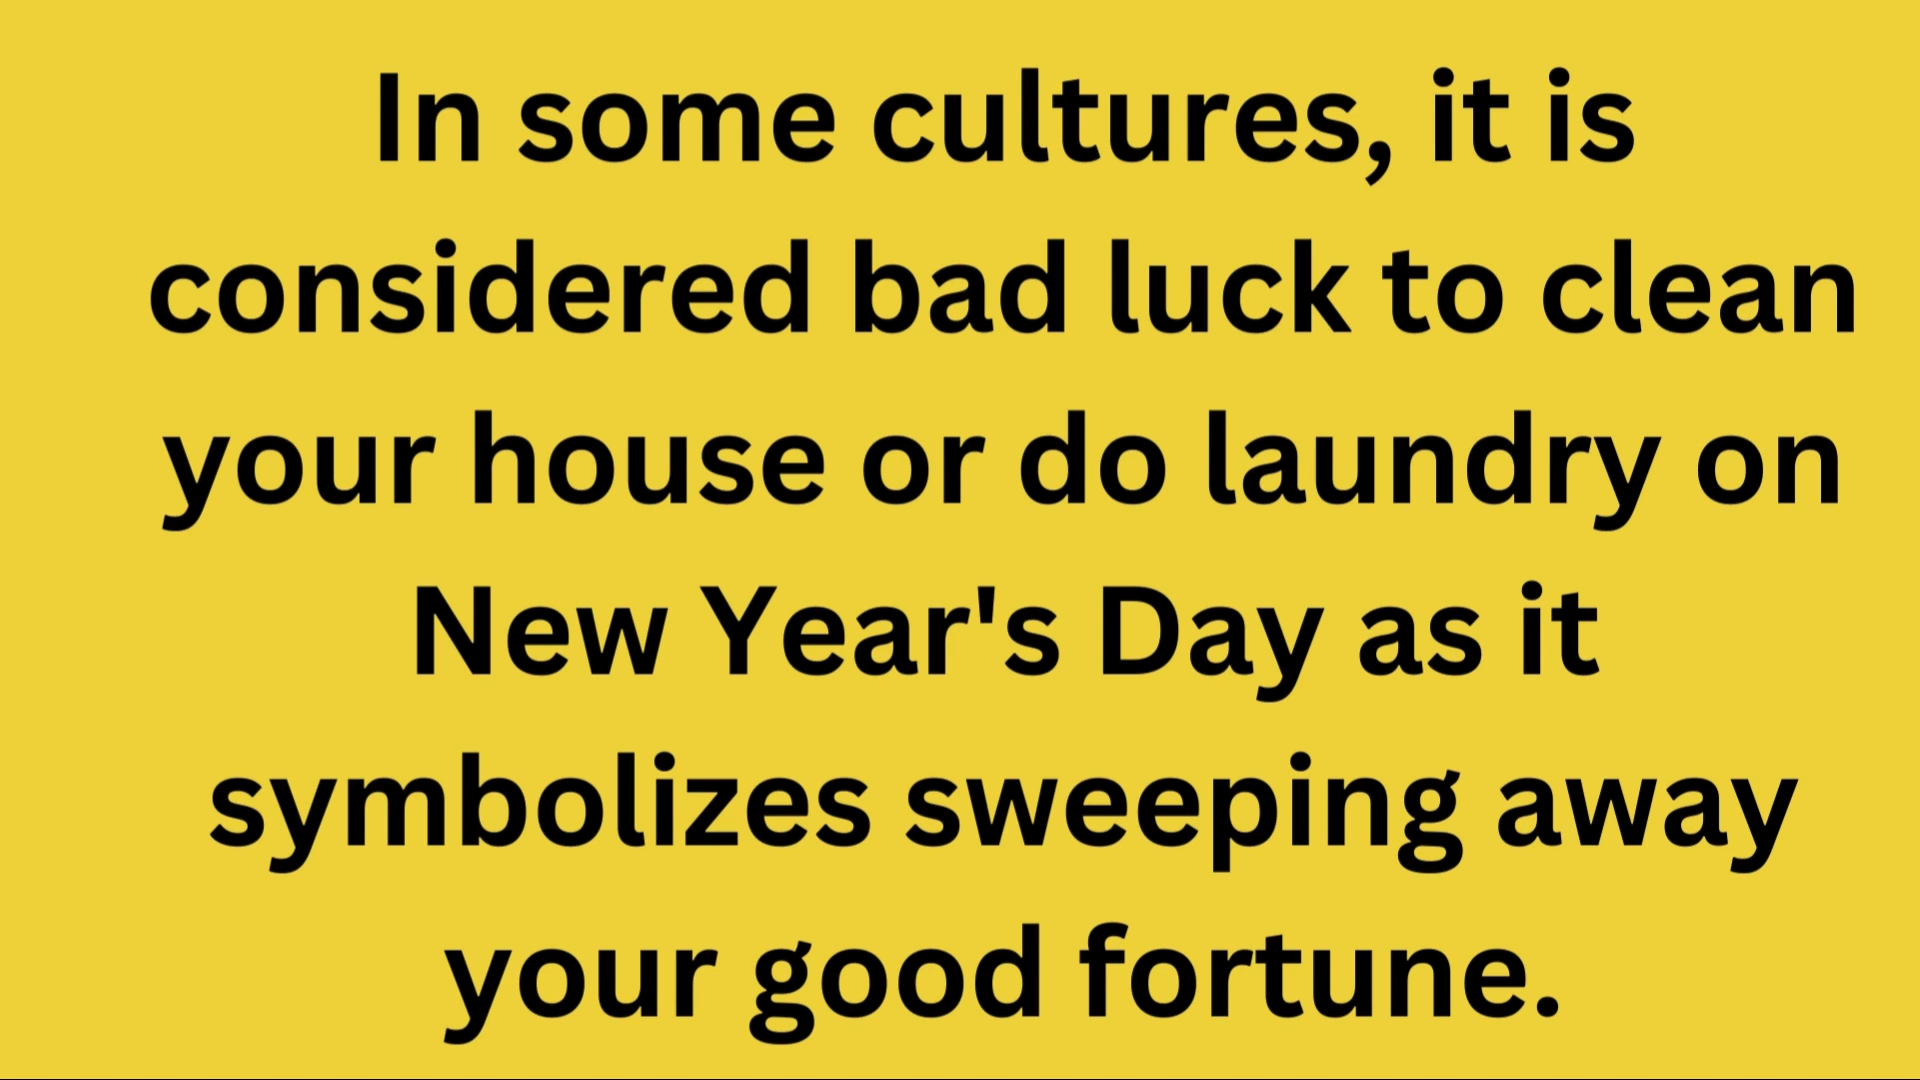 In some cultures, it is
considered bad luck to clean
your house or do laundry on
New Year's Day as it
symbolizes sweeping away
your good fortune.